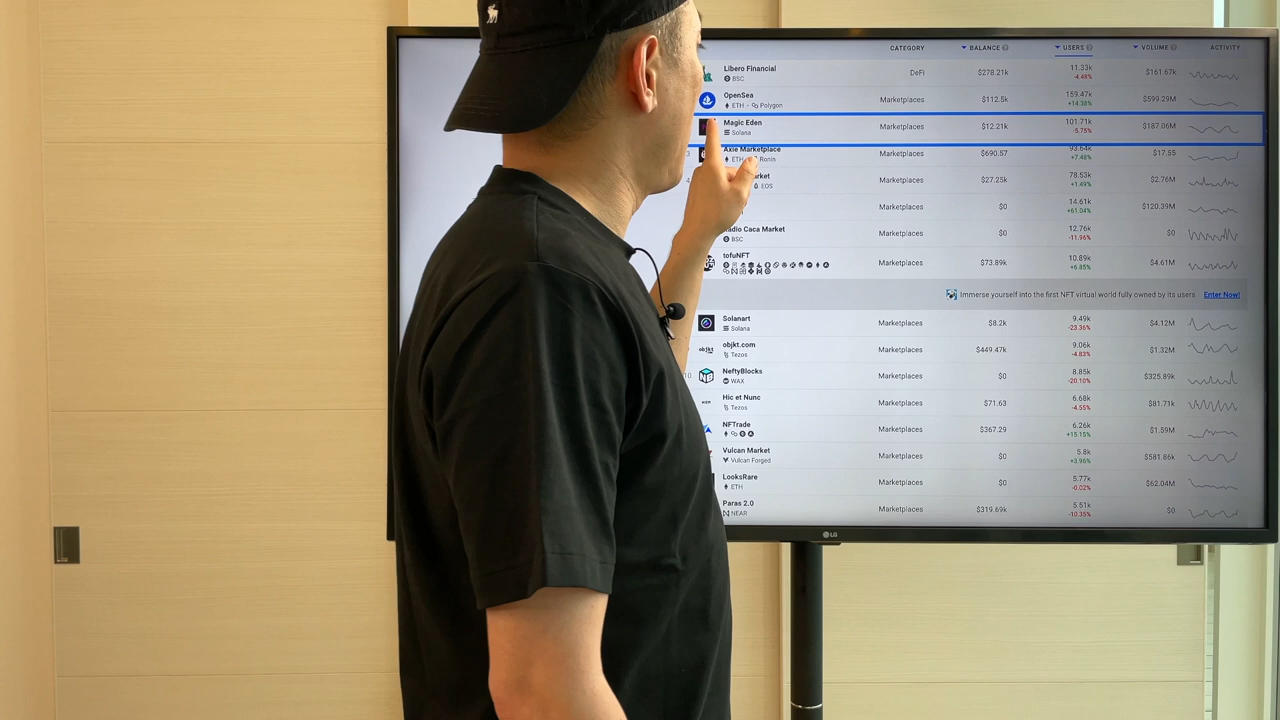 CATEGORY BALANCE USERS VOLUME ACTIVITY
Libero Financial
BSC
DeFi $278.21k 11.33k -4.48% $161.67k
OpenSea
ETH - Polygon
Marketplaces $112.5k 159.47k +14.38% $599.29M
Magic Eden
Solana
Marketplaces $12.21k 101.71k -5.75% $187.06M
3 Axie Marketplace
ETH Ronin
Marketplaces $690.57 93.64k +7.48% $17.55
4 rket
EOS
Marketplaces $27.25k 78.53k +1.49% $2.76M
Marketplaces $0 14.61k +61.04% $120.39M
Radio Caca Market
BSC
Marketplaces $0 12.76k -11.96% $0
tofuNFT
Marketplaces $73.89k 10.89k +6.85% $4.61M
Immerse yourself into the first NFT virtual world fully owned by its users Enter Now!
Solanart
Solana
Marketplaces $8.2k 9.49k -23.36% $4.12M
objkt objkt.com
Tezos
Marketplaces $449.47k 9.06k -4.83% $1.32M
10 NeftyBlocks
WAX
Marketplaces $0 8.85k -20.10% $325.89k
HEN Hic et Nunc
Tezos
Marketplaces $71.63 6.68k -4.55% $81.71k
NFTrade
Marketplaces $367.29 6.26k +15.15% $1.59M
Vulcan Market
Vulcan Forged
Marketplaces $0 5.8k +3.96% $581.86k
LooksRare
ETH
Marketplaces $0 5.77k -0.02% $62.04M
Paras 2.0
NEAR
Marketplaces $319.69k 5.51k -10.35% $0
LG